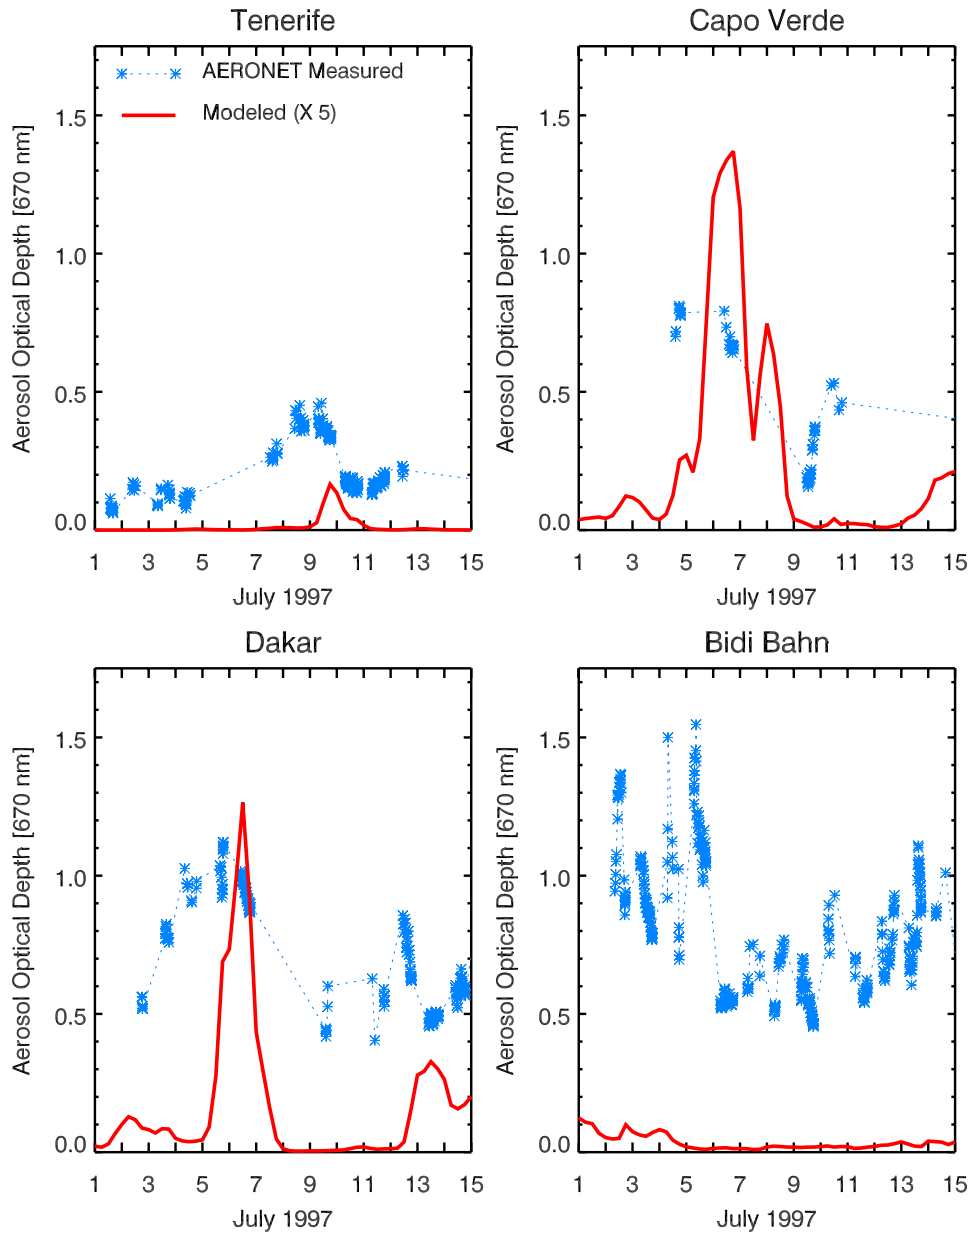 Tenerife
AERONET Measured
Modeled (X 5)
Aerosol Optical Depth [670 nm]
1.5
1.0
0.5
0.0
1 3 5 7 9 11 13 15
July 1997
Capo Verde
Aerosol Optical Depth [670 nm]
1.5
1.0
0.5
0.0
1 3 5 7 9 11 13 15
July 1997
Dakar
Aerosol Optical Depth [670 nm]
1.5
1.0
0.5
0.0
1 3 5 7 9 11 13 15
July 1997
Bidi Bahn
Aerosol Optical Depth [670 nm]
1.5
1.0
0.5
0.0
1 3 5 7 9 11 13 15
July 1997